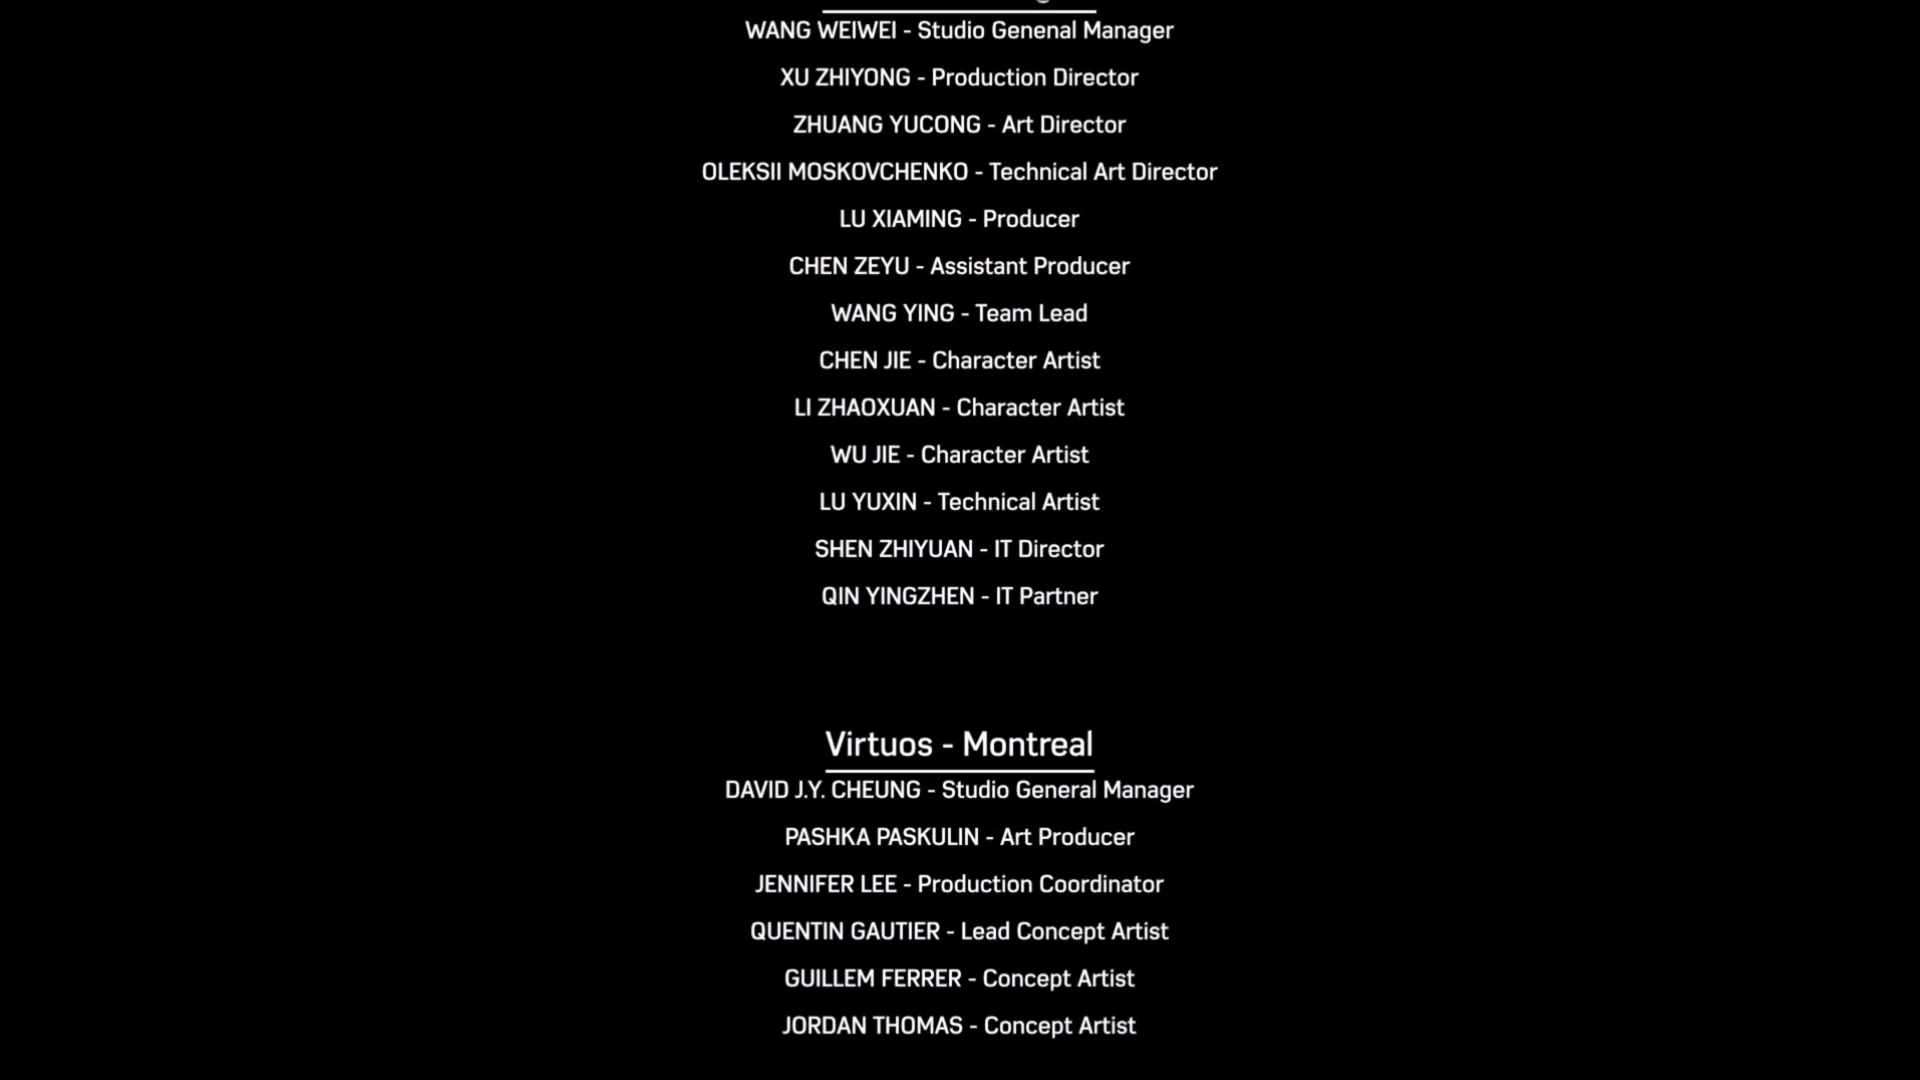 WANG WEIWEI - Studio Genenal Manager
XU ZHIYONG - Production Director
ZHUANG YUCONG - Art Director
OLEKSII MOSKOVCHENKO - Technical Art Director
LU XIAMING - Producer
CHEN ZEYU - Assistant Producer
WANG YING - Team Lead
CHEN JIE - Character Artist
LI ZHAOXUAN - Character Artist
WU JIE - Character Artist
LU YUXIN - Technical Artist
SHEN ZHIYUAN - IT Director
QIN YINGZHEN - IT Partner
Virtuos - Montreal
DAVID J.Y. CHEUNG - Studio General Manager
PASHKA PASKULIN - Art Producer
JENNIFER LEE - Production Coordinator
QUENTIN GAUTIER - Lead Concept Artist
GUILLEM FERRER - Concept Artist
JORDAN THOMAS - Concept Artist